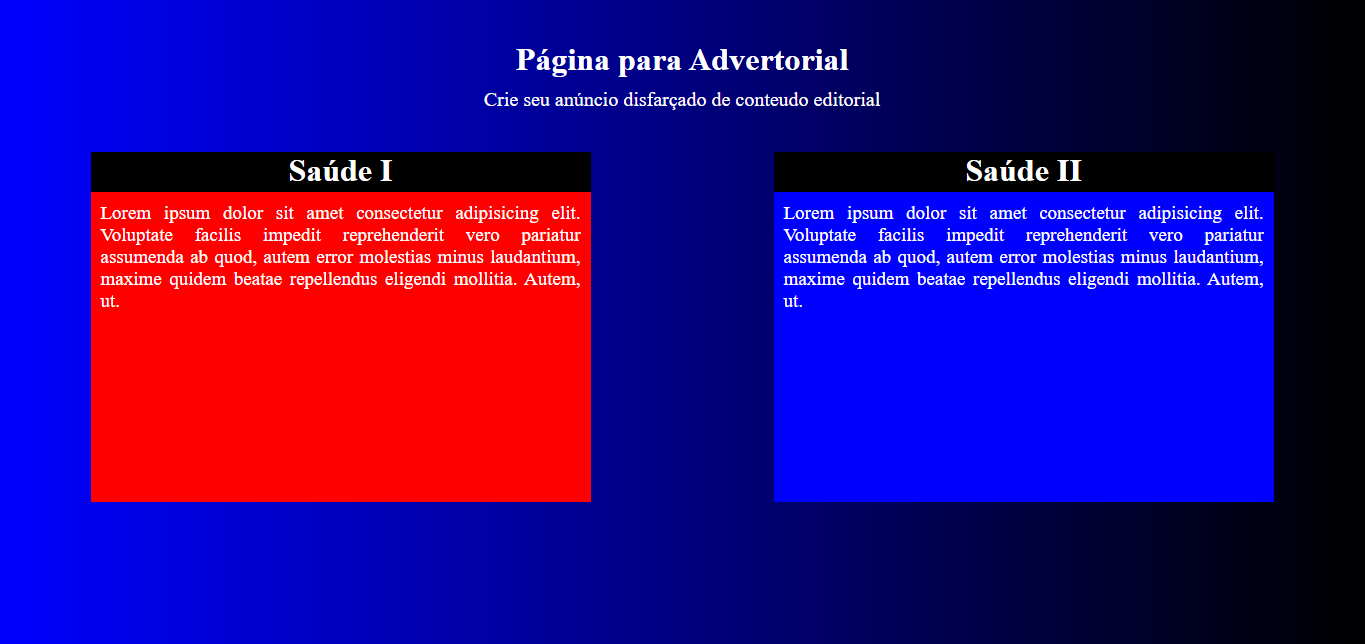 Página para Advertorial
Crie seu anúncio disfarçado de conteudo editorial
Saúde I
Lorem ipsum dolor sit amet consectetur adipisicing elit.
Voluptate facilis impedit reprehenderit vero pariatur
assumenda ab quod, autem error molestias minus laudantium,
maxime quidem beatae repellendus eligendi mollitia. Autem,
ut.
Saúde II
Lorem ipsum dolor sit amet consectetur adipisicing elit.
Voluptate facilis impedit reprehenderit vero pariatur
assumenda ab quod, autem error molestias minus laudantium,
maxime quidem beatae repellendus eligendi mollitia. Autem,
ut.